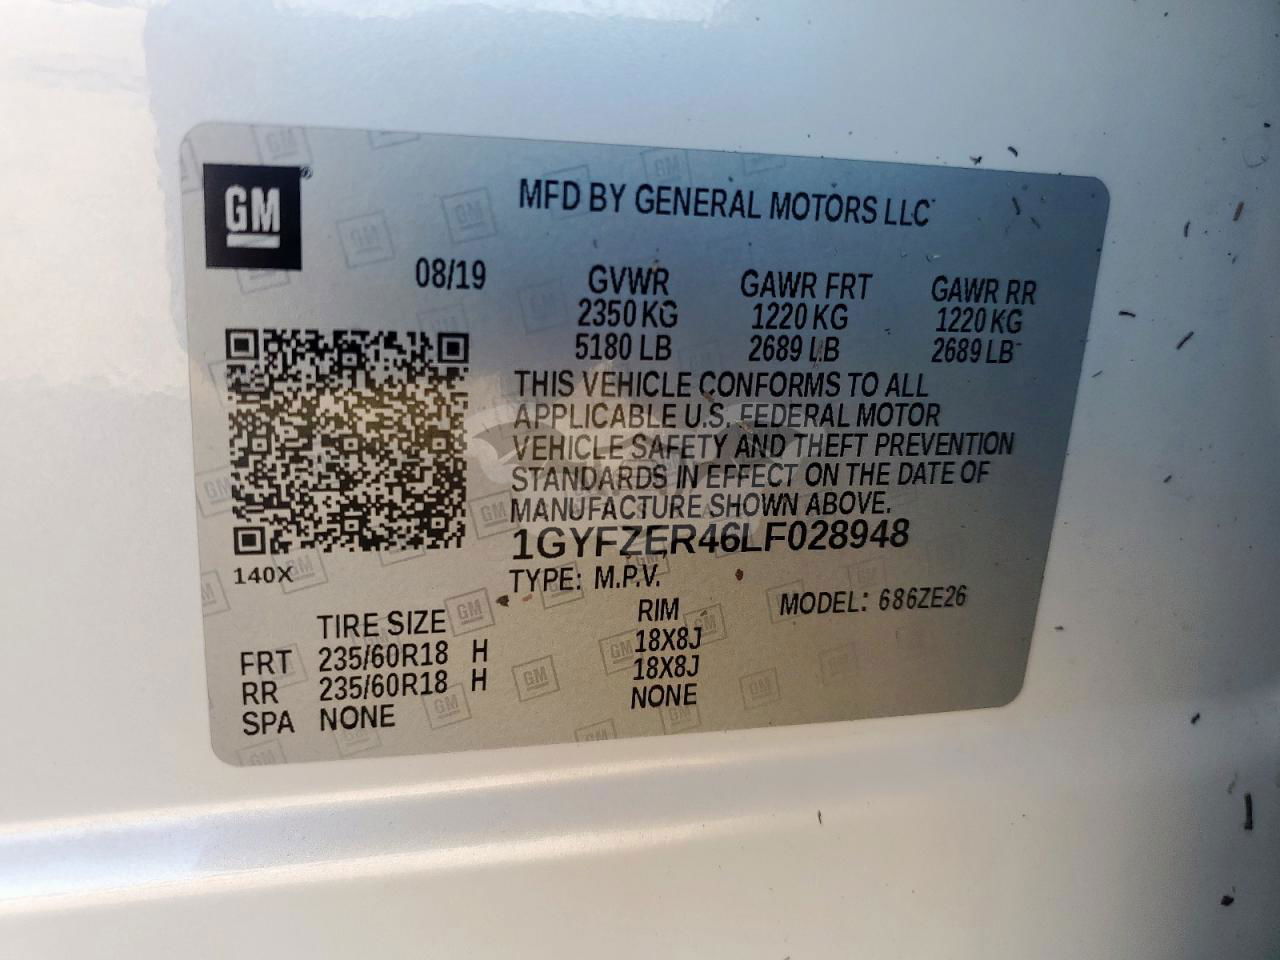 GM
MFD BY GENERAL MOTORS LLC
08/19 GVWR GAWR FRT GAWR RR
2350 KG 1220 KG 1220 KG
5180 LB 2689 LB 2689 LB
THIS VEHICLE CONFORMS TO ALL
APPLICABLE U.S. FEDERAL MOTOR
VEHICLE SAFETY AND THEFT PREVENTION
STANDARDS IN EFFECT ON THE DATE OF
MANUFACTURE SHOWN ABOVE.
1GYFZER46LF028948
140X
TYPE: M.P.V. MODEL: 686ZE26
TIRE SIZE RIM
FRT 235/60R18 H 18X8J
RR 235/60R18 H 18X8J
SPA NONE NONE